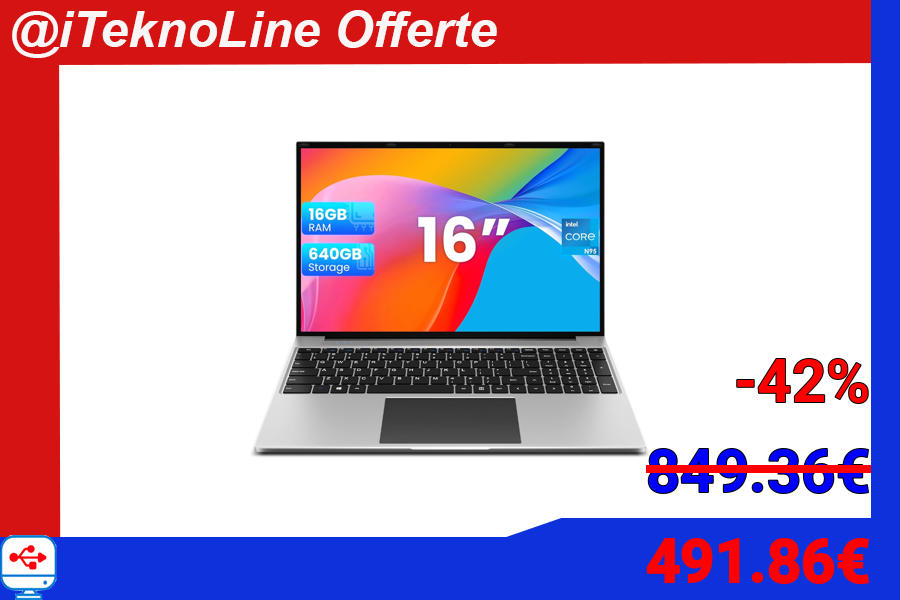 @iTeknoLine Offerte
16GB
RAM
640GB
Storage
16”
intel
CORE
N95
-42%
849.36€
491.86€